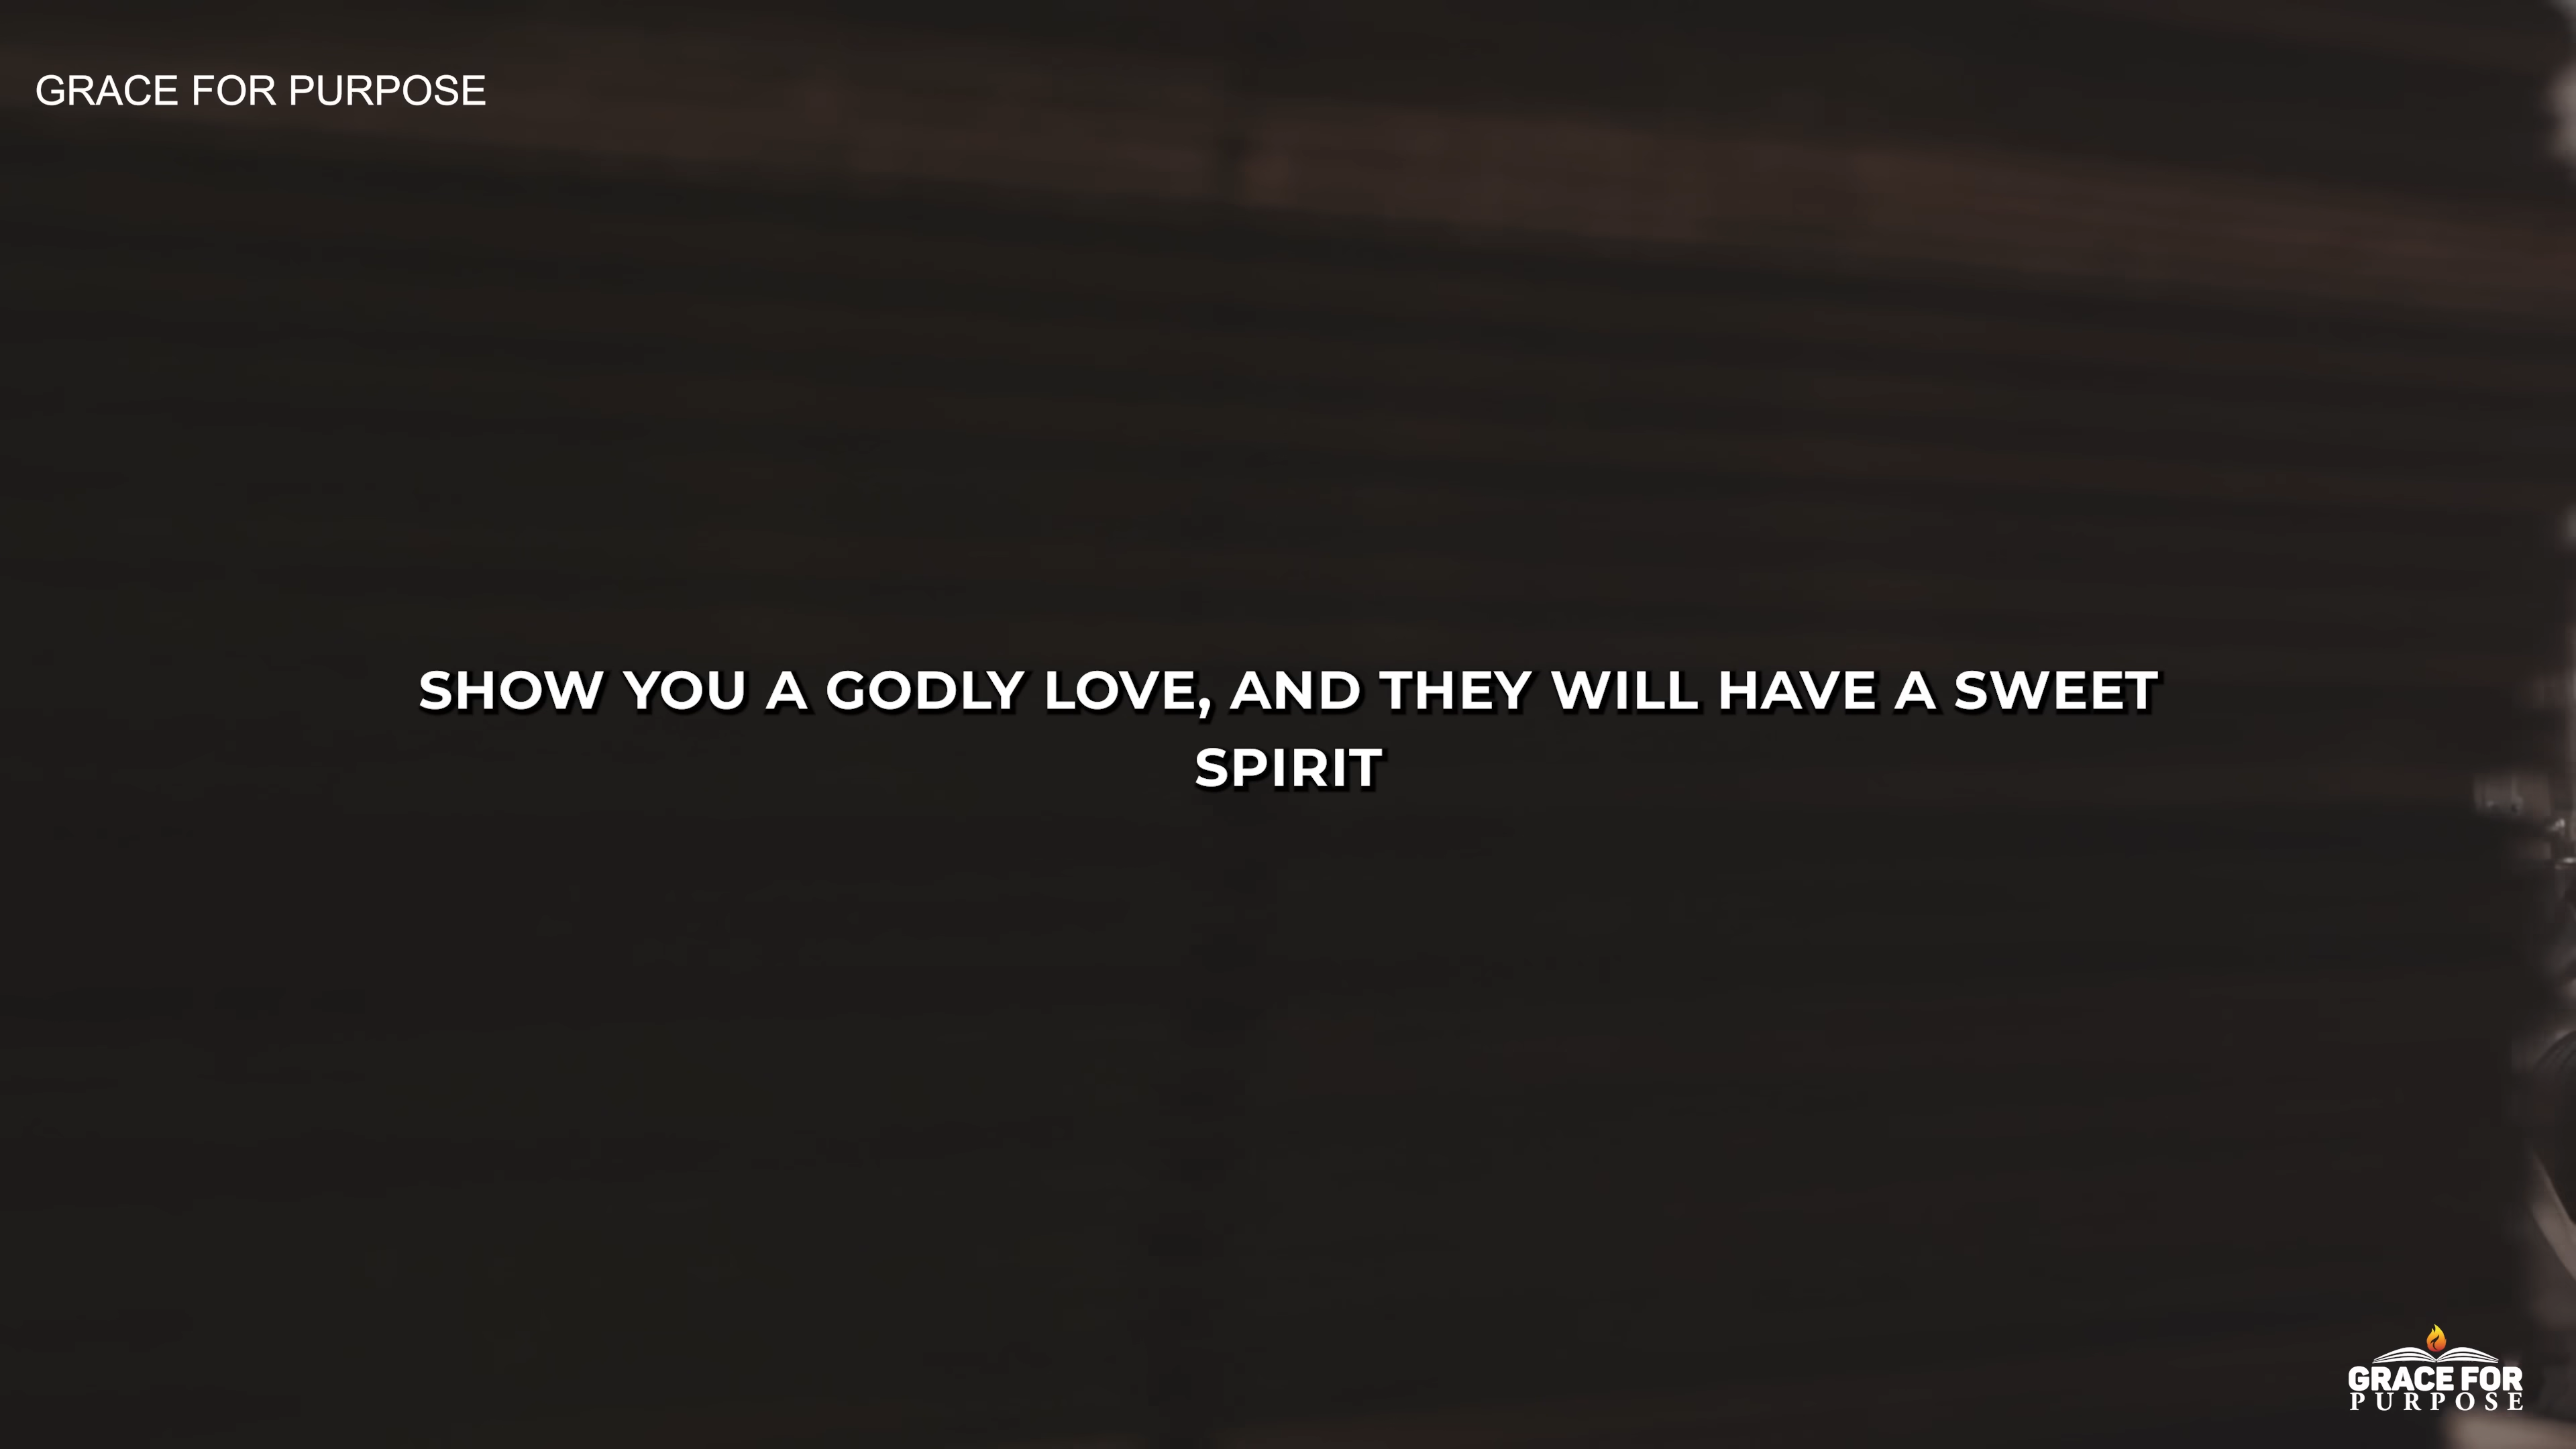 GRACE FOR PURPOSE
SHOW YOU A GODLY LOVE, AND THEY WILL HAVE A SWEET
SPIRIT
GRACE FOR
PURPOSE